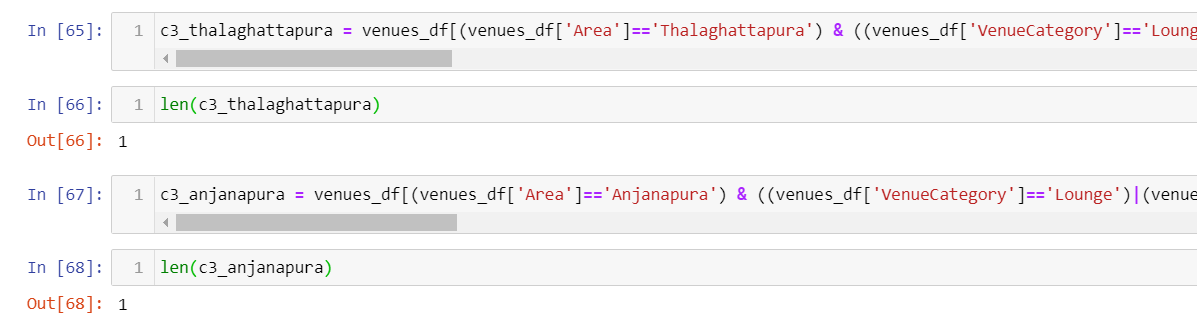 In [65]: 1 c3_thalaghattapura = venues_df[(venues_df['Area']=='Thalaghattapura') & ((venues_df['VenueCategory']=='Loung
In [66]: 1 len(c3_thalaghattapura)
Out[66]: 1
In [67]: 1 c3_anjanapura = venues_df[(venues_df['Area']=='Anjanapura') & ((venues_df['VenueCategory']=='Lounge')|(venue
In [68]: 1 len(c3_anjanapura)
Out[68]: 1